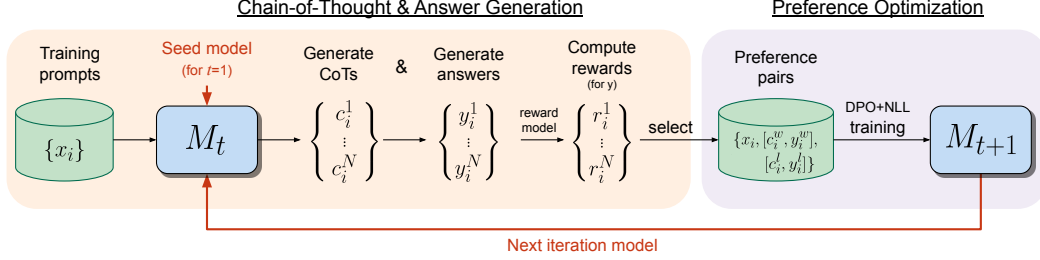 Chain-of-Thought & Answer Generation
Preference Optimization
Training
prompts
{x_i}
Seed model
(for t=1)
M_t
Generate
CoTs
&
Generate
answers
Compute
rewards
(for y)
c_i^1
⋮
c_i^N
y_i^1
⋮
y_i^N
reward
model
r_i^1
⋮
r_i^N
select
Preference
pairs
{x_i, [c_i^w, y_i^w],
[c_i^l, y_i^l]}
DPO+NLL
training
M_{t+1}
Next iteration model